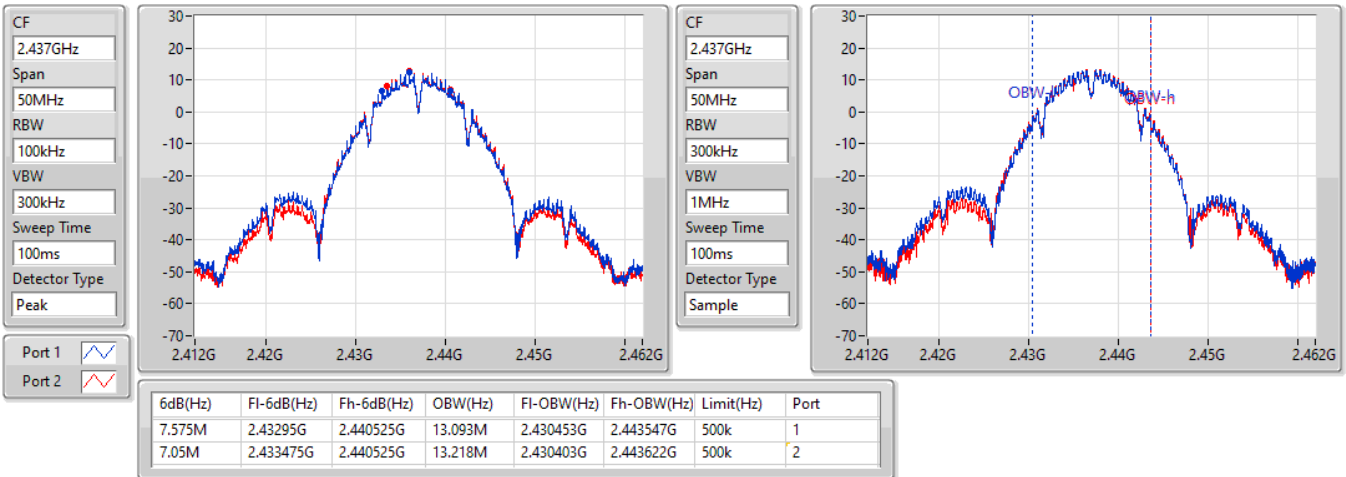 CF
2.437GHz
Span
50MHz
RBW
100kHz
VBW
300kHz
Sweep Time
100ms
Detector Type
Peak
30
20
10
0
-10
-20
-30
-40
-50
-60
-70
2.412G 2.42G 2.43G 2.44G 2.45G 2.462G
CF
2.437GHz
Span
50MHz
RBW
300kHz
VBW
1MHz
Sweep Time
100ms
Detector Type
Sample
30
20
10
0
-10
-20
-30
-40
-50
-60
-70
OBW-h
2.412G 2.42G 2.43G 2.44G 2.45G 2.462G
Port 1
Port 2
6dB(Hz) Fl-6dB(Hz) Fh-6dB(Hz) OBW(Hz) Fl-OBW(Hz) Fh-OBW(Hz) Limit(Hz) Port
7.575M 2.43295G 2.440525G 13.093M 2.430453G 2.443547G 500k 1
7.05M 2.433475G 2.440525G 13.218M 2.430403G 2.443622G 500k 2